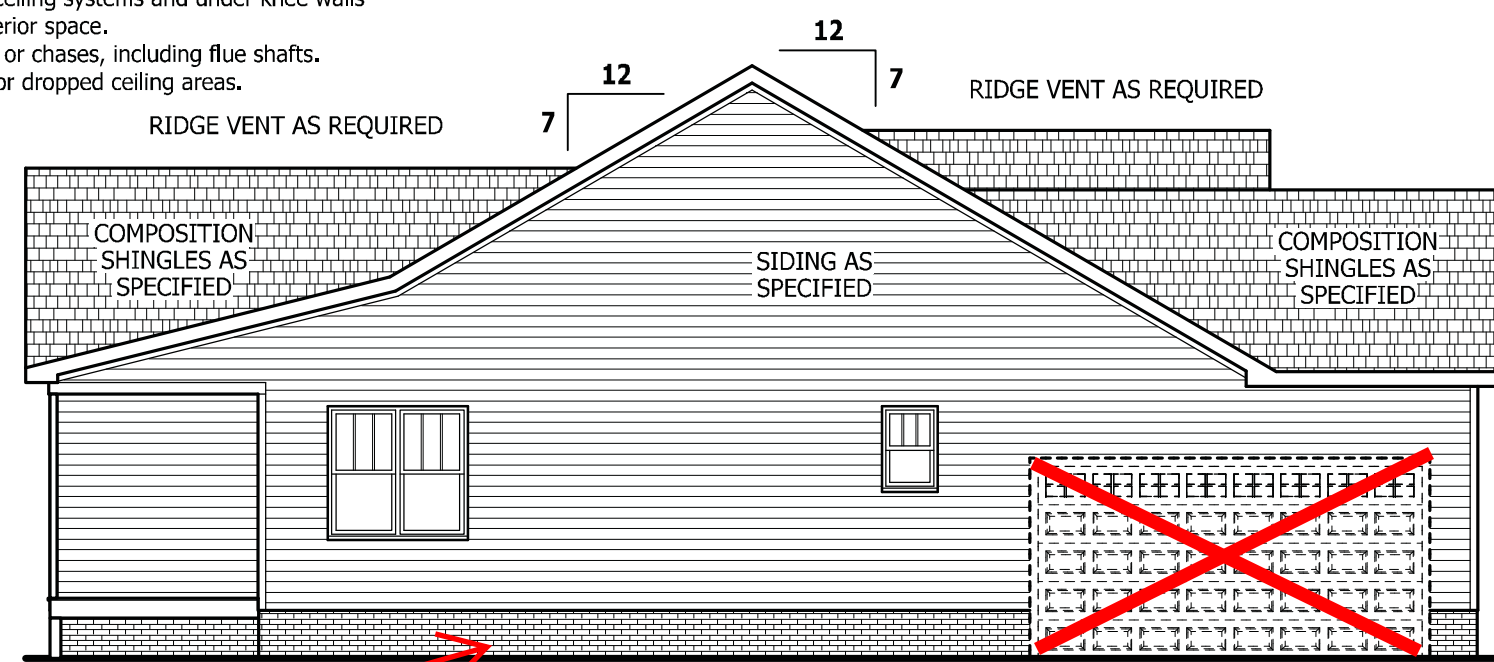 ceiling systems and under knee walls
erior space.
or chases, including flue shafts.
or dropped ceiling areas.
12
7
12
7
RIDGE VENT AS REQUIRED
RIDGE VENT AS REQUIRED
COMPOSITION
SHINGLES AS
SPECIFIED
SIDING AS
SPECIFIED
COMPOSITION
SHINGLES AS
SPECIFIED